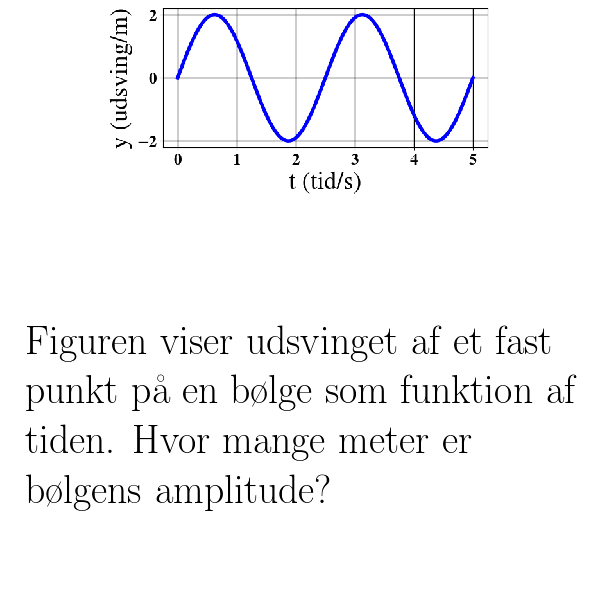 2
0
−2
y (udsving/m)
0 1 2 3 4 5
t (tid/s)
Figuren viser udsvinget af et fast
punkt på en bølge som funktion af
tiden. Hvor mange meter er
bølgens amplitude?